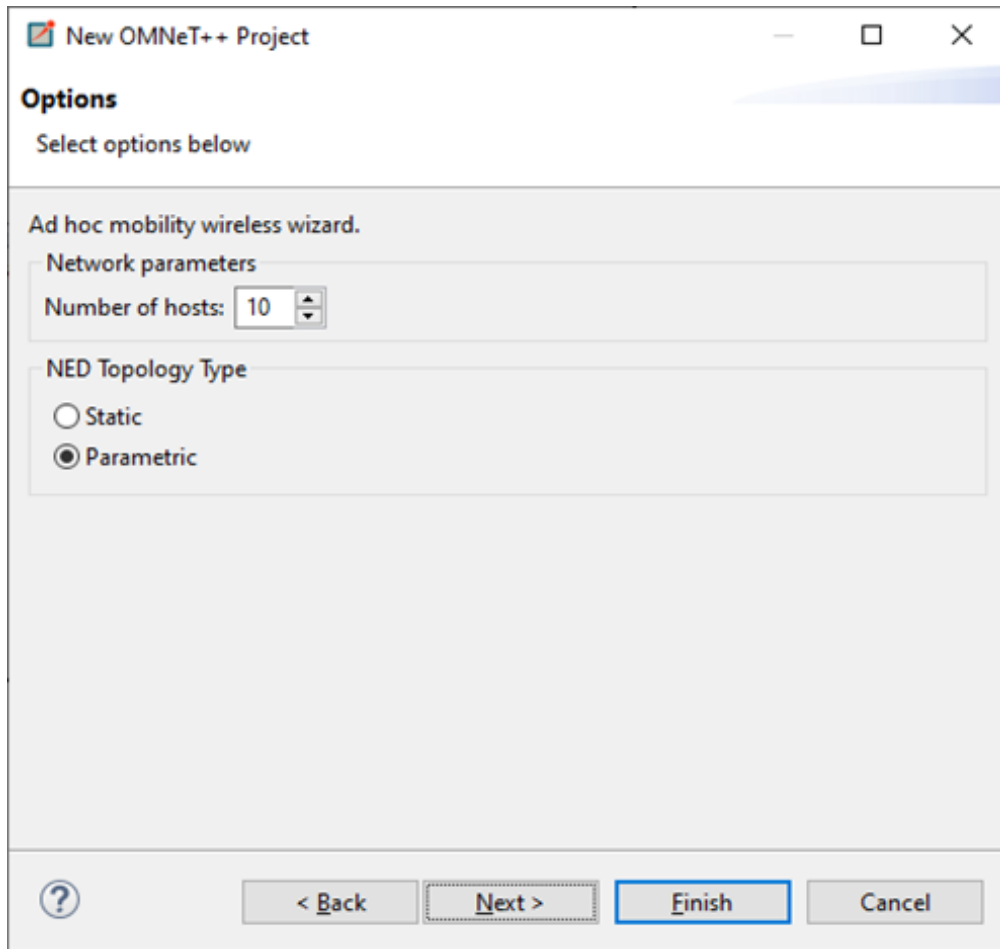 New OMNeT++ Project
Options
Select options below
Ad hoc mobility wireless wizard.
Network parameters
Number of hosts: 10
NED Topology Type
Static
Parametric
? < Back Next > Finish Cancel